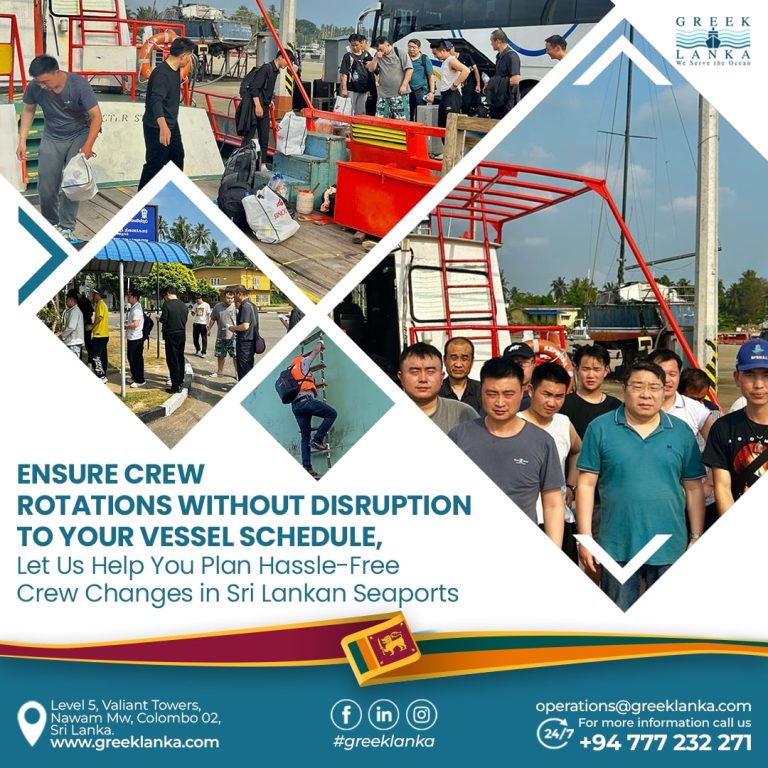 GREEK
LANKA
We Serve the Ocean
ENSURE CREW
ROTATIONS WITHOUT DISRUPTION
TO YOUR VESSEL SCHEDULE,
Let Us Help You Plan Hassle-Free
Crew Changes in Sri Lankan Seaports
Level 5, Valiant Towers,
Nawam Mw, Colombo 02,
Sri Lanka.
www.greeklanka.com
#greeklanka
operations@greeklanka.com
24/7
For more information call us
+94 777 232 271